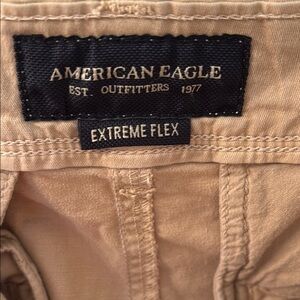 AMERICAN EAGLE
EST. OUTFITTERS 1977
EXTREME FLEX